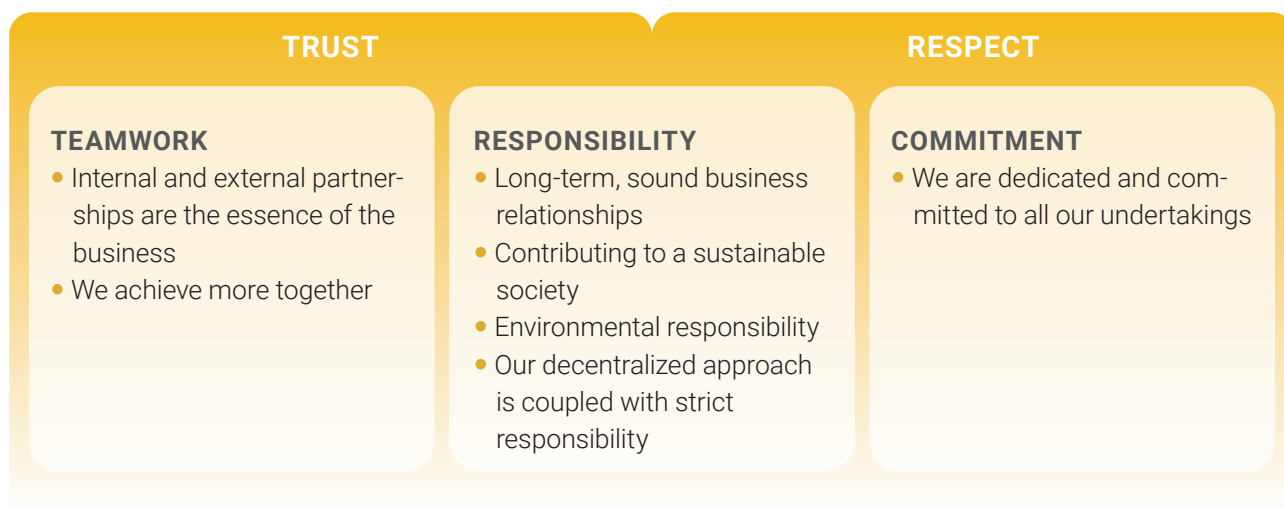 TRUST
RESPECT
TEAMWORK
• Internal and external partner-
ships are the essence of the
business
• We achieve more together
RESPONSIBILITY
• Long-term, sound business
relationships
• Contributing to a sustainable
society
• Environmental responsibility
• Our decentralized approach
is coupled with strict
responsibility
COMMITMENT
• We are dedicated and com-
mitted to all our undertakings